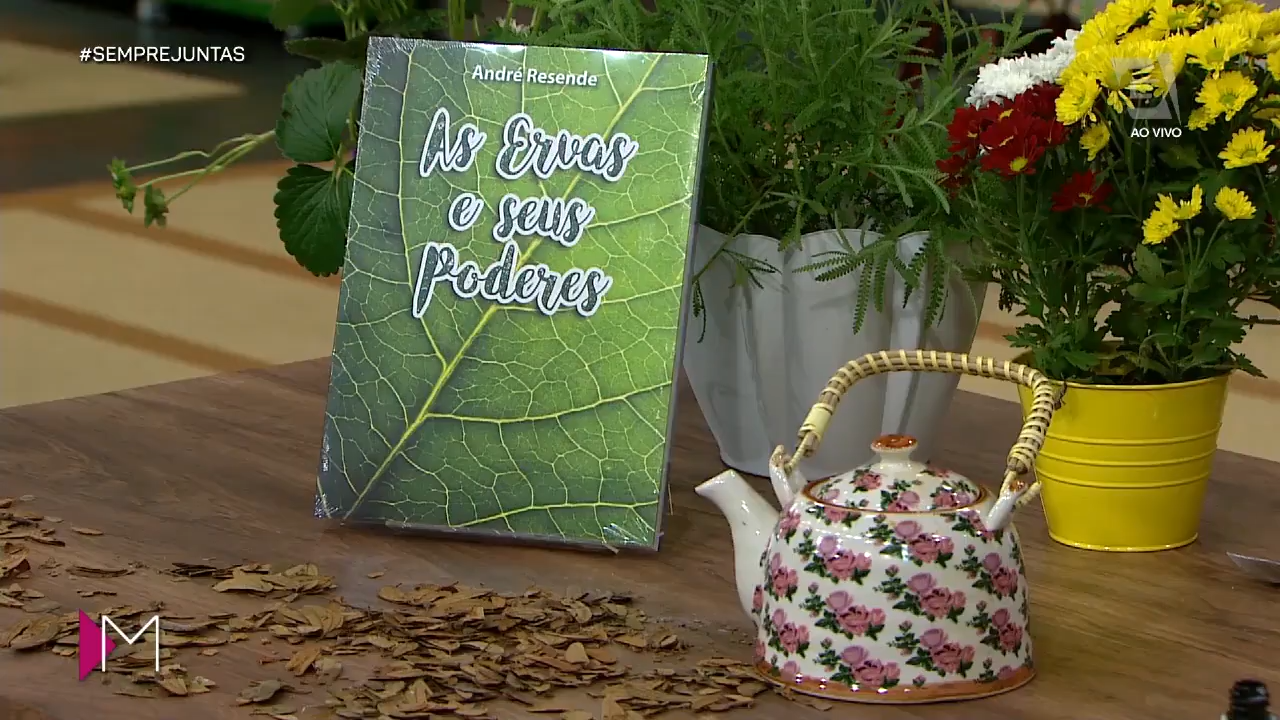 #SEMPREJUNTAS
André Resende
As Ervas
e seus
Poderes
AO VIVO
M